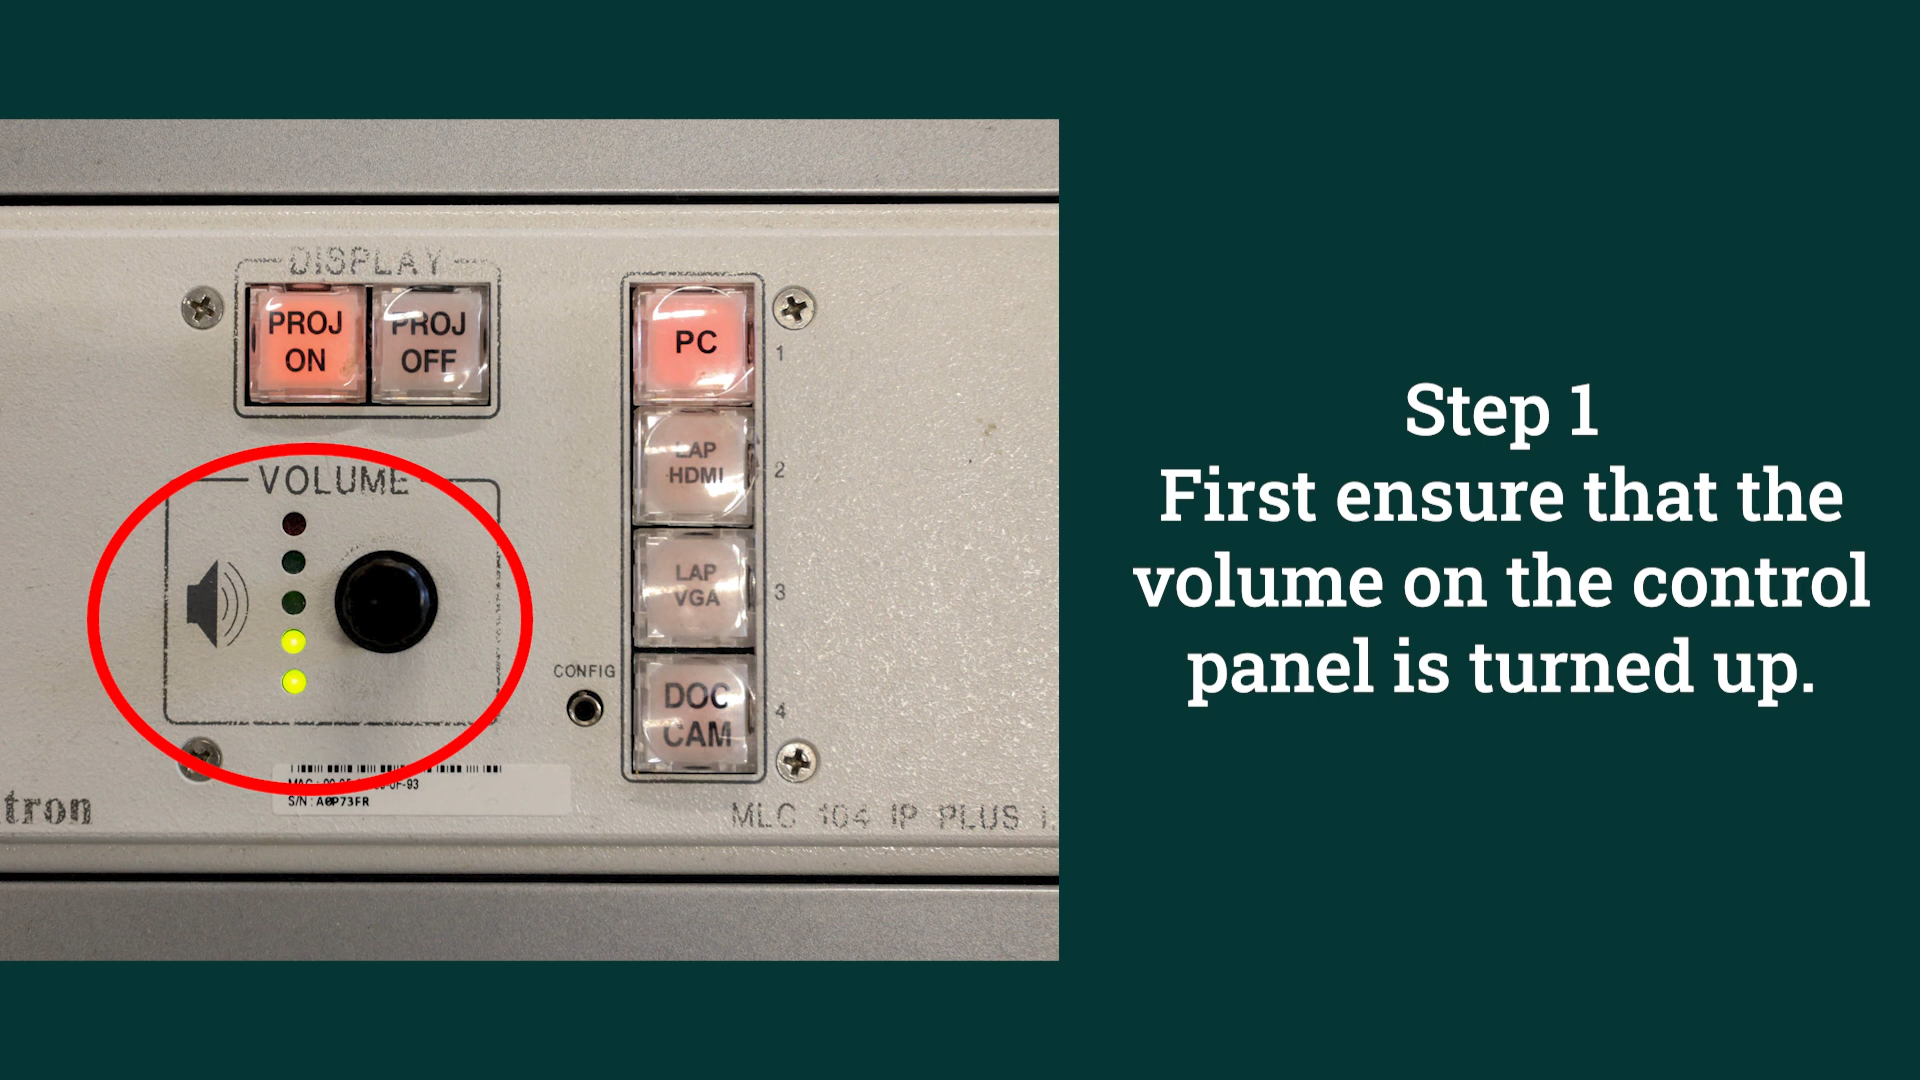 DISPLAY
PROJ
ON
PROJ
OFF
PC
1
LAP
HDMI
2
VOLUME
LAP
VGA
3
CONFIG
DOC
CAM
4
S/N: A0P73FR
tron
MLC 104 IP PLUS
Step 1
First ensure that the
volume on the control
panel is turned up.